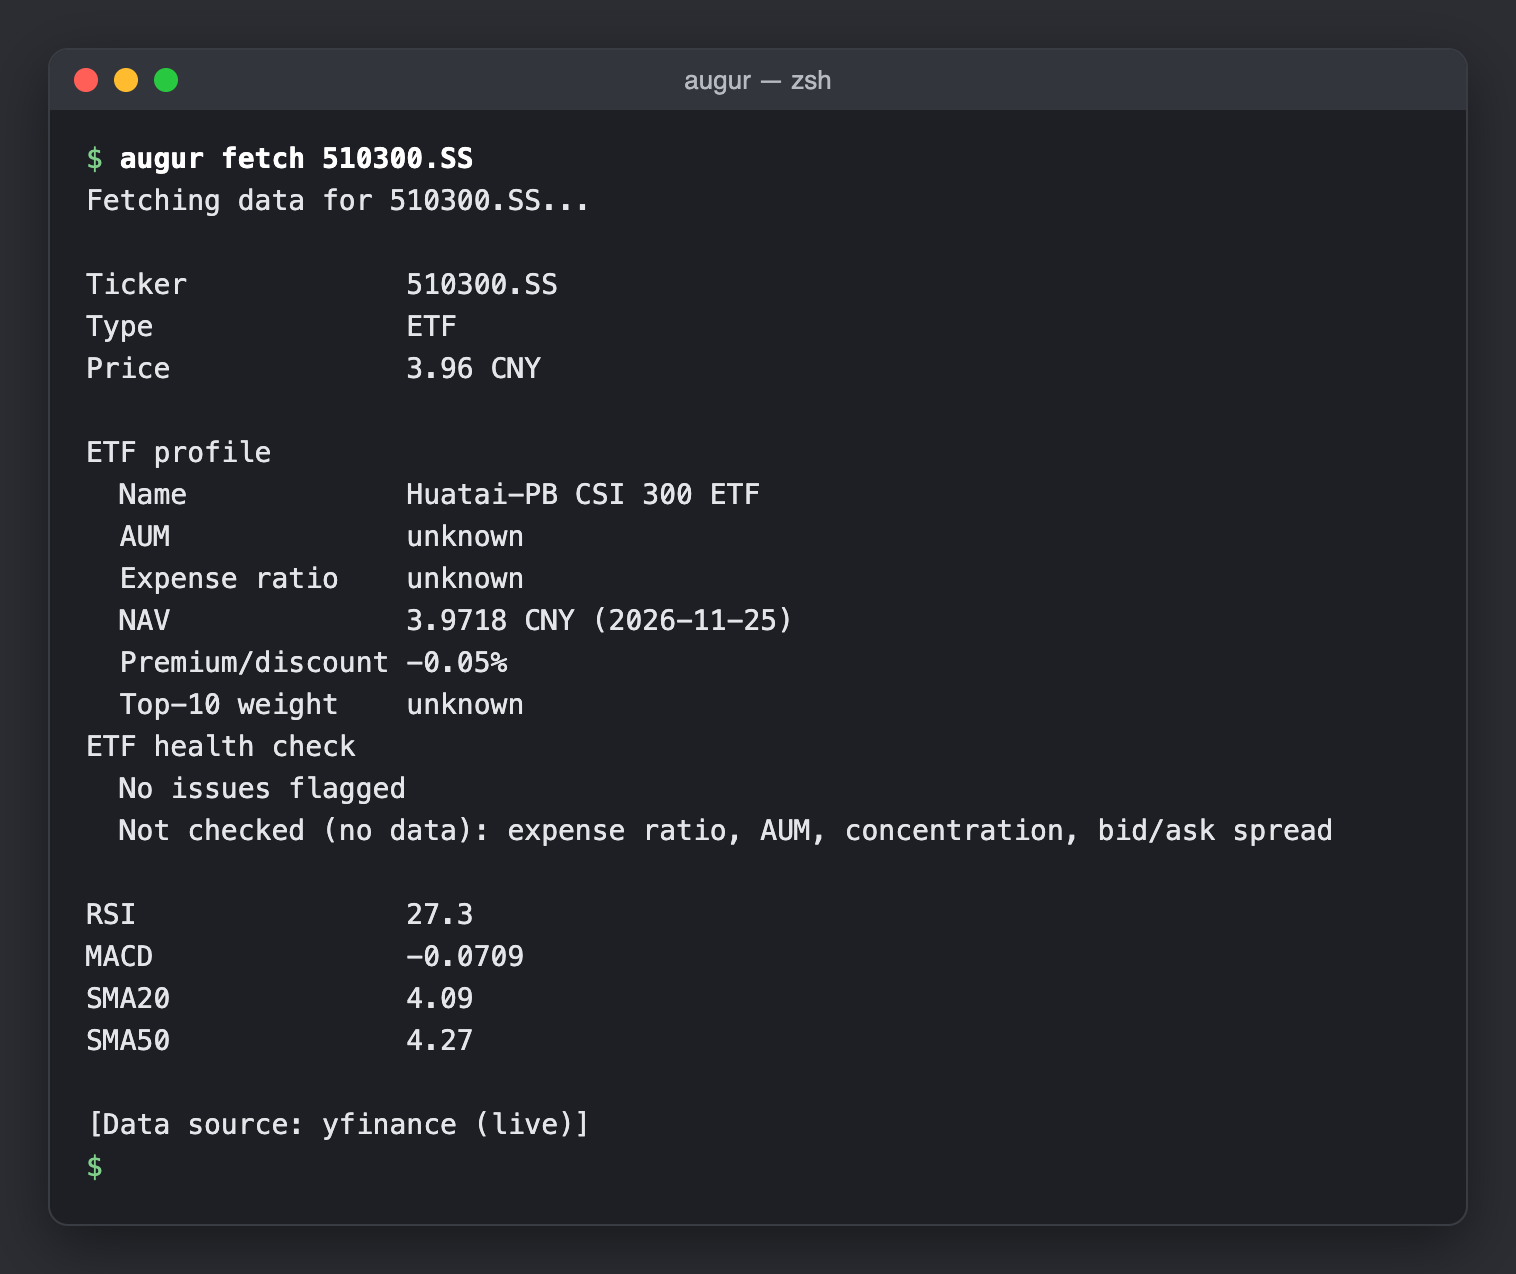 augur — zsh
$ augur fetch 510300.SS
Fetching data for 510300.SS...
Ticker 510300.SS
Type ETF
Price 3.96 CNY
ETF profile
Name Huatai-PB CSI 300 ETF
AUM unknown
Expense ratio unknown
NAV 3.9718 CNY (2026-11-25)
Premium/discount -0.05%
Top-10 weight unknown
ETF health check
No issues flagged
Not checked (no data): expense ratio, AUM, concentration, bid/ask spread
RSI 27.3
MACD -0.0709
SMA20 4.09
SMA50 4.27
[Data source: yfinance (live)]
$